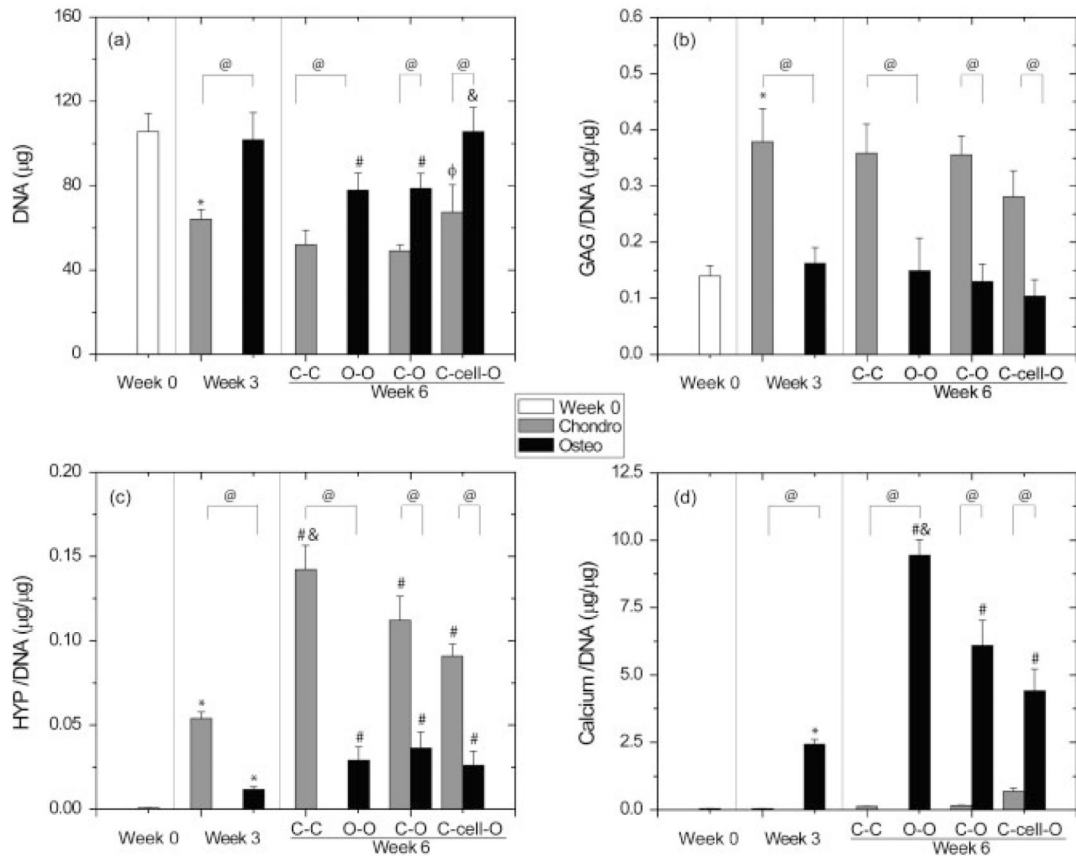 (a)
DNA (μg)
160
120
80
40
0
@ @ @ @
&
# # ϕ
*
C-C O-O C-O C-cell-O
Week 0 Week 3 Week 6
(b)
GAG /DNA (μg/μg)
0.6
0.5
0.4
0.3
0.2
0.1
0.0
@ @ @ @
*
C-C O-O C-O C-cell-O
Week 0 Week 3 Week 6
Week 0
Chondro
Osteo
(c)
HYP /DNA (μg/μg)
0.20
0.15
0.10
0.05
0.00
@ @ @ @
#&
# #
* *
# # #
C-C O-O C-O C-cell-O
Week 0 Week 3 Week 6
(d)
Calcium /DNA (μg/μg)
12.5
10.0
7.5
5.0
2.5
0.0
@ @ @ @
#&
# #
*
C-C O-O C-O C-cell-O
Week 0 Week 3 Week 6